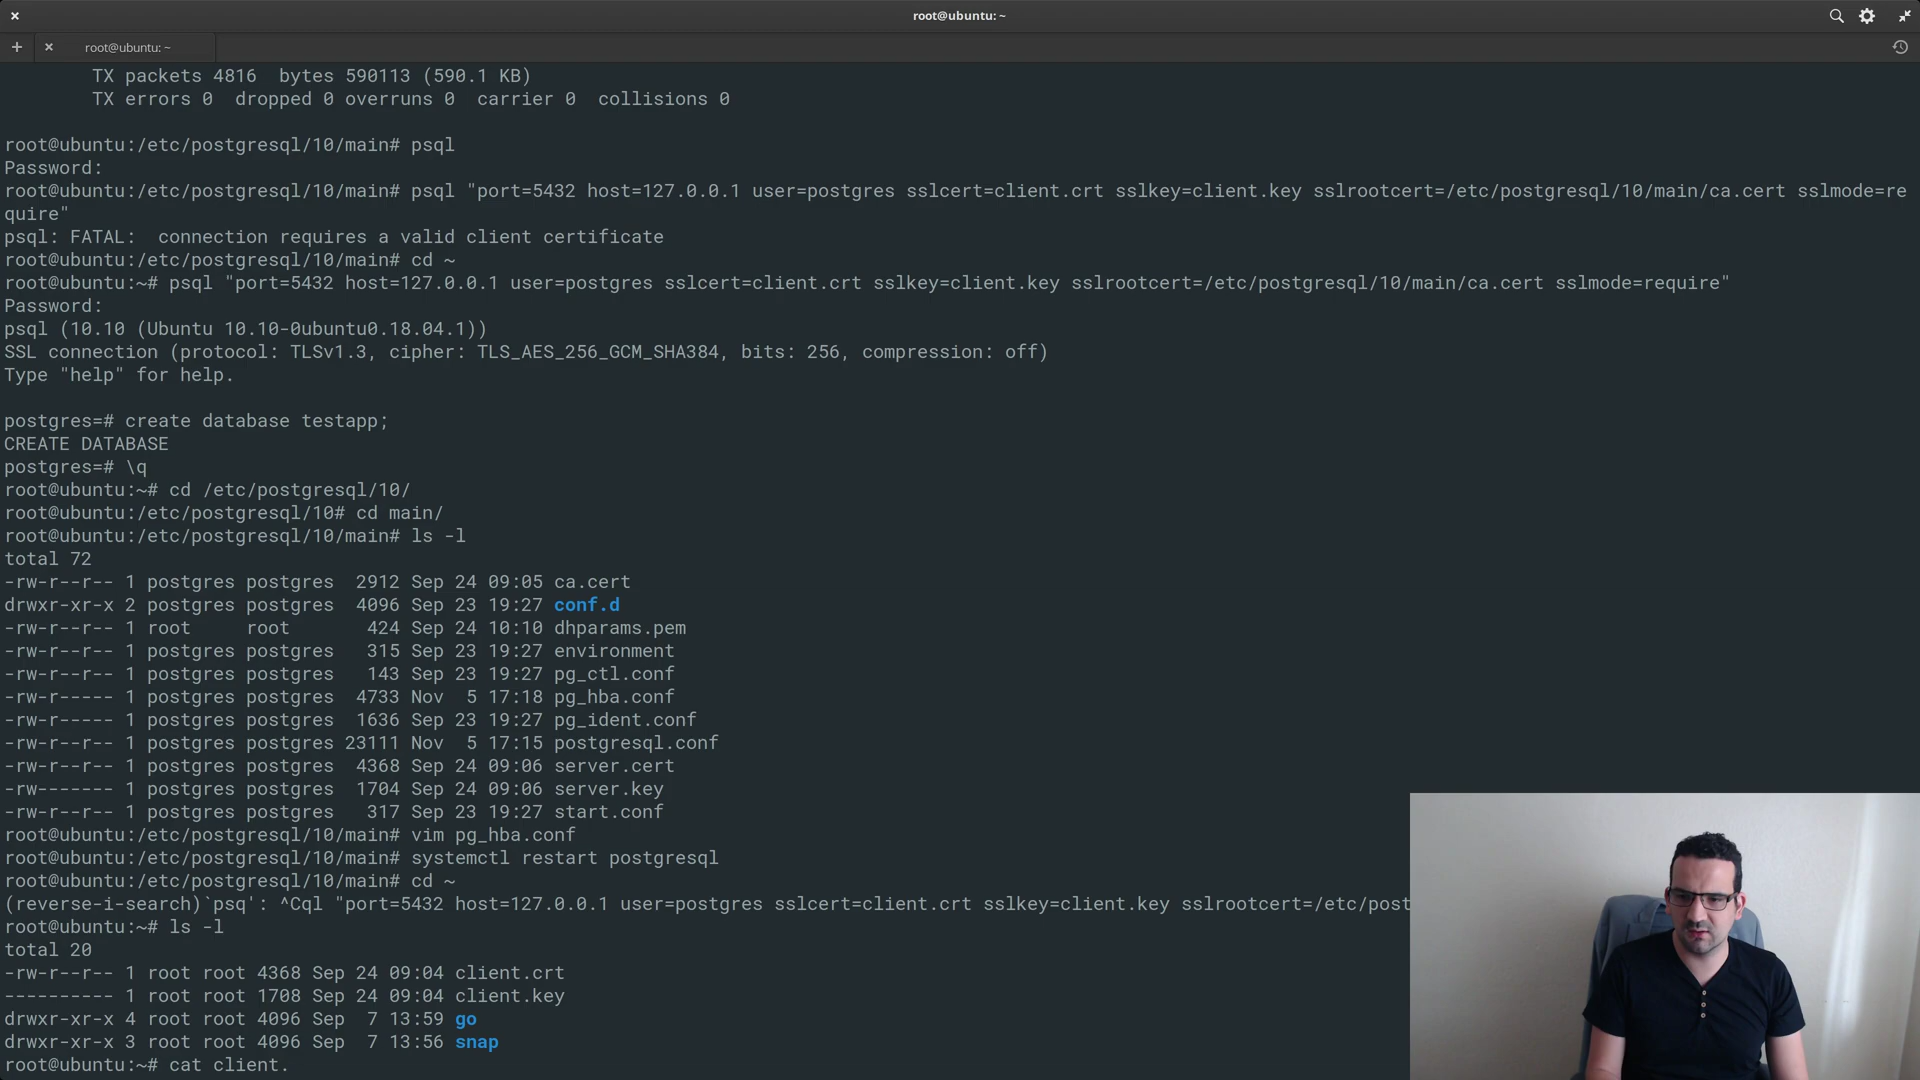 root@ubuntu: ~
root@ubuntu: ~
TX packets 4816  bytes 590113 (590.1 KB)
TX errors 0  dropped 0 overruns 0  carrier 0  collisions 0
root@ubuntu:/etc/postgresql/10/main# psql
Password:
root@ubuntu:/etc/postgresql/10/main# psql "port=5432 host=127.0.0.1 user=postgres sslcert=client.crt sslkey=client.key sslrootcert=/etc/postgresql/10/main/ca.cert sslmode=re
quire"
psql: FATAL:  connection requires a valid client certificate
root@ubuntu:/etc/postgresql/10/main# cd ~
root@ubuntu:~# psql "port=5432 host=127.0.0.1 user=postgres sslcert=client.crt sslkey=client.key sslrootcert=/etc/postgresql/10/main/ca.cert sslmode=require"
Password:
psql (10.10 (Ubuntu 10.10-0ubuntu0.18.04.1))
SSL connection (protocol: TLSv1.3, cipher: TLS_AES_256_GCM_SHA384, bits: 256, compression: off)
Type "help" for help.
postgres=# create database testapp;
CREATE DATABASE
postgres=# \q
root@ubuntu:~# cd /etc/postgresql/10/
root@ubuntu:/etc/postgresql/10# cd main/
root@ubuntu:/etc/postgresql/10/main# ls -l
total 72
-rw-r--r-- 1 postgres postgres  2912 Sep 24 09:05 ca.cert
drwxr-xr-x 2 postgres postgres  4096 Sep 23 19:27 conf.d
-rw-r--r-- 1 root     root       424 Sep 24 10:10 dhparams.pem
-rw-r--r-- 1 postgres postgres   315 Sep 23 19:27 environment
-rw-r--r-- 1 postgres postgres   143 Sep 23 19:27 pg_ctl.conf
-rw-r----- 1 postgres postgres  4733 Nov  5 17:18 pg_hba.conf
-rw-r----- 1 postgres postgres  1636 Sep 23 19:27 pg_ident.conf
-rw-r--r-- 1 postgres postgres 23111 Nov  5 17:15 postgresql.conf
-rw-r--r-- 1 postgres postgres  4368 Sep 24 09:06 server.cert
-rw------- 1 postgres postgres  1704 Sep 24 09:06 server.key
-rw-r--r-- 1 postgres postgres   317 Sep 23 19:27 start.conf
root@ubuntu:/etc/postgresql/10/main# vim pg_hba.conf
root@ubuntu:/etc/postgresql/10/main# systemctl restart postgresql
root@ubuntu:/etc/postgresql/10/main# cd ~
(reverse-i-search)`psq': ^Cql "port=5432 host=127.0.0.1 user=postgres sslcert=client.crt sslkey=client.key sslrootcert=/etc/post
root@ubuntu:~# ls -l
total 20
-rw-r--r-- 1 root root 4368 Sep 24 09:04 client.crt
---------- 1 root root 1708 Sep 24 09:04 client.key
drwxr-xr-x 4 root root 4096 Sep  7 13:59 go
drwxr-xr-x 3 root root 4096 Sep  7 13:56 snap
root@ubuntu:~# cat client.